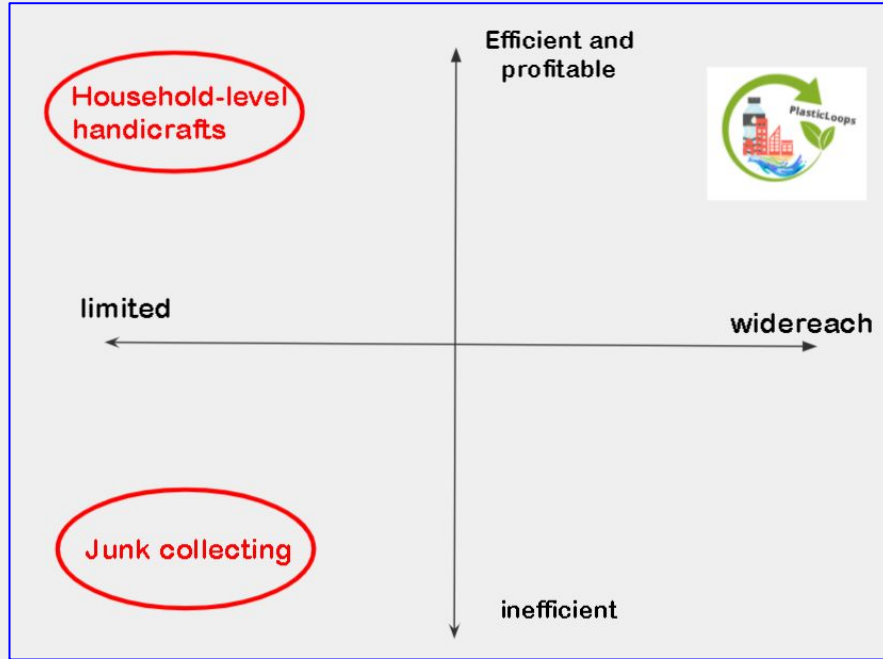 Efficient and
profitable
Household-level
handicrafts
PlasticLoops
limited
widereach
Junk collecting
inefficient